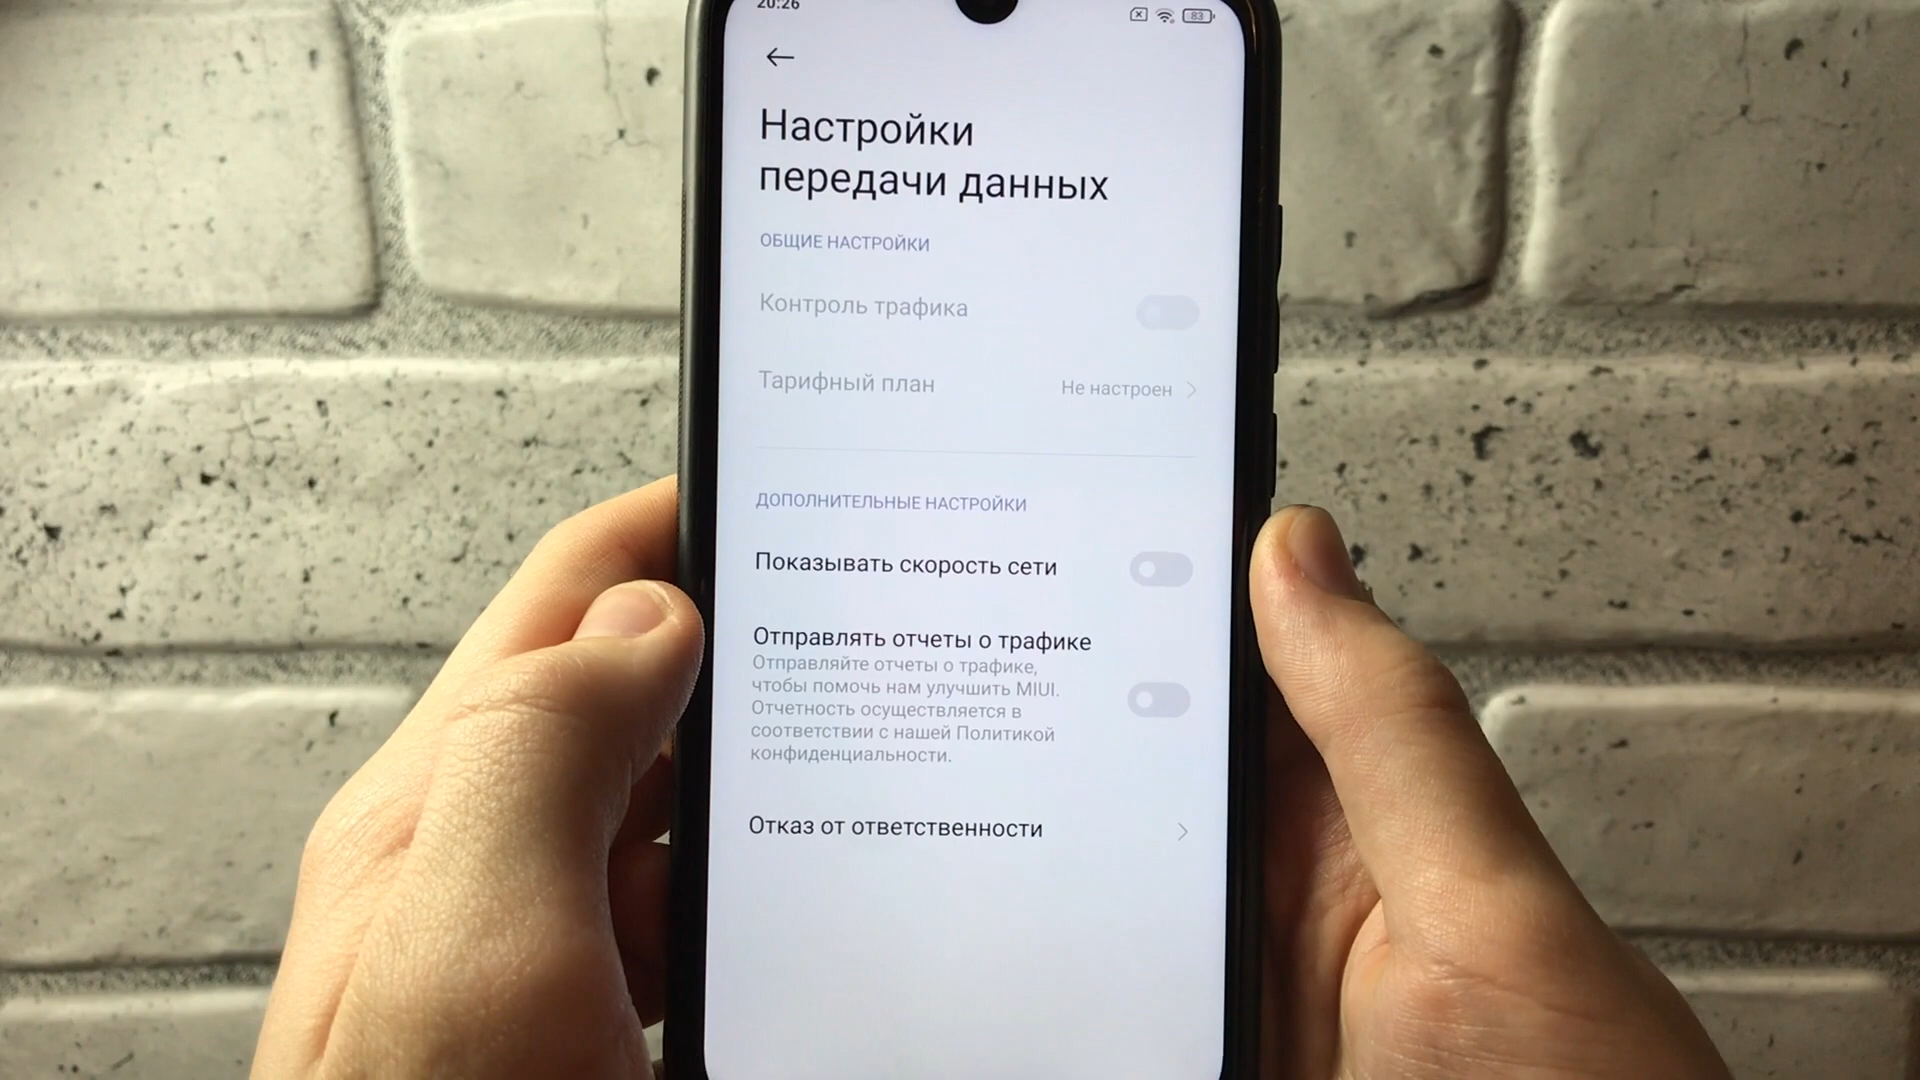 20:26
83
Настройки
передачи данных
ОБЩИЕ НАСТРОЙКИ
Контроль трафика
Тарифный план
Не настроен
ДОПОЛНИТЕЛЬНЫЕ НАСТРОЙКИ
Показывать скорость сети
Отправлять отчеты о трафике
Отправляйте отчеты о трафике,
чтобы помочь нам улучшить MIUI.
Отчетность осуществляется в
соответствии с нашей Политикой
конфиденциальности.
Отказ от ответственности